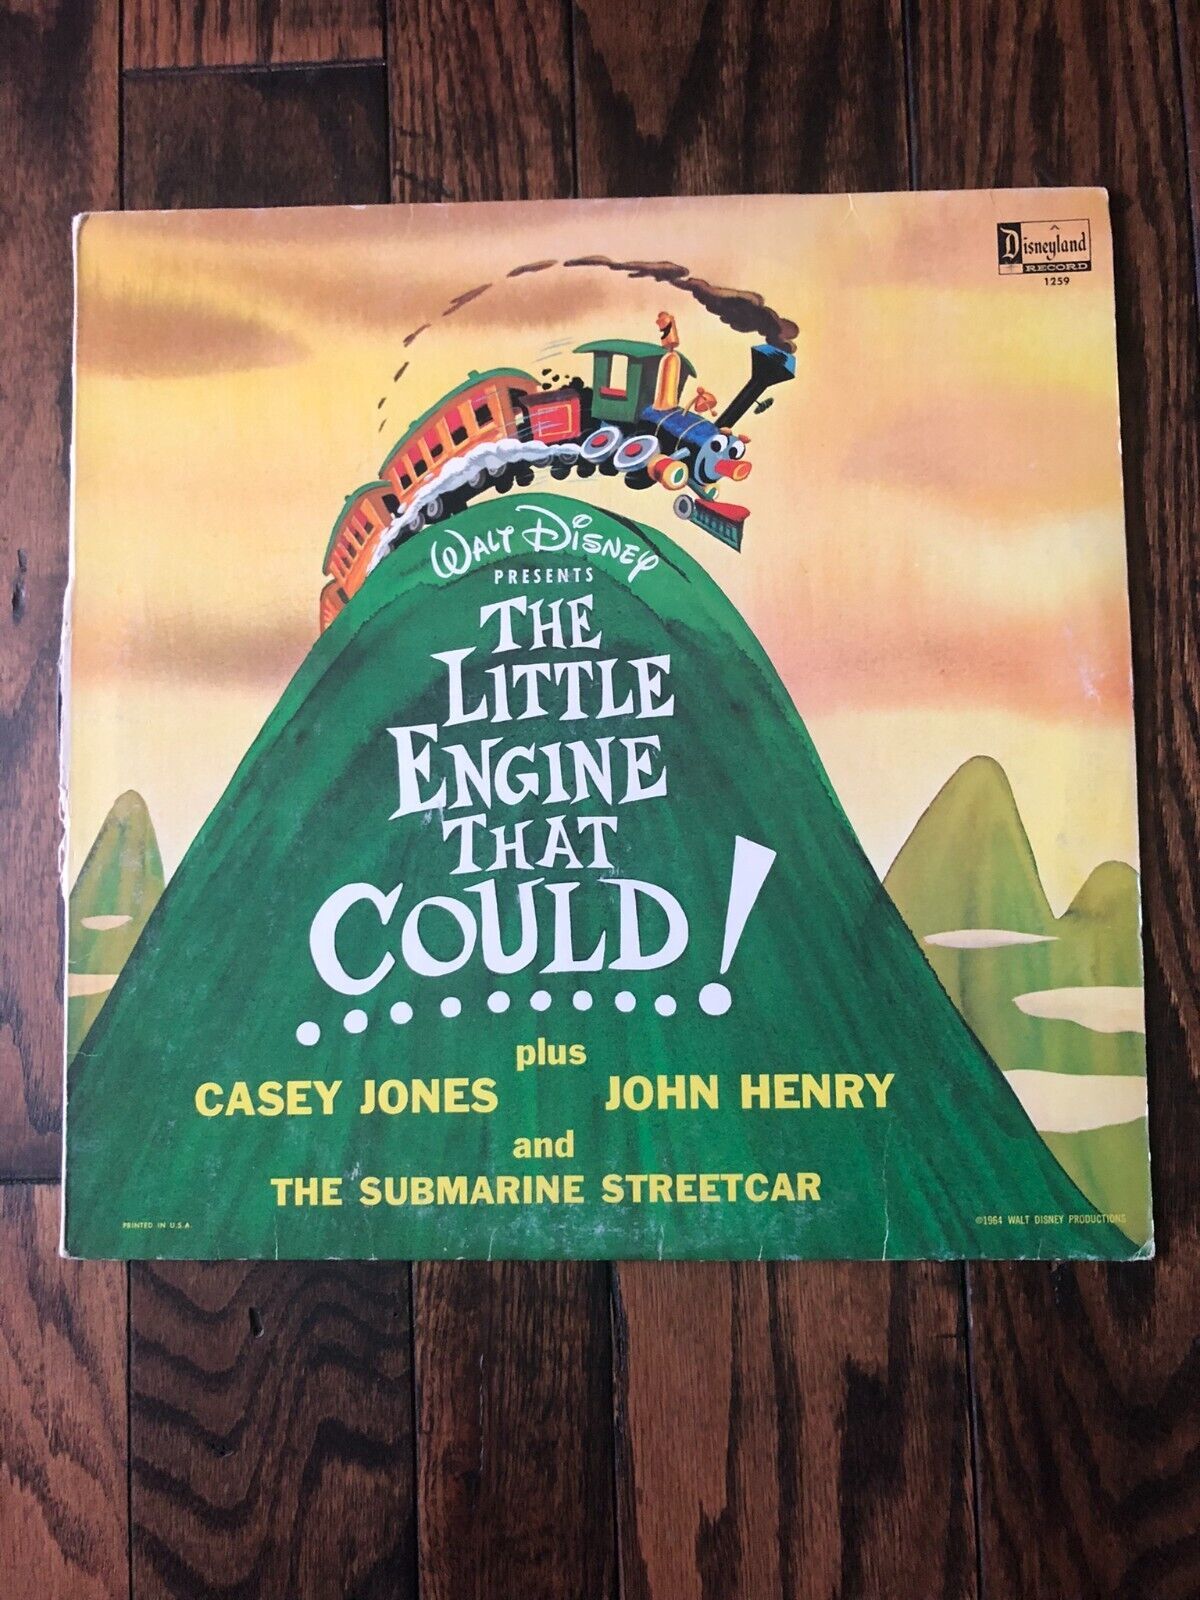 Disneyland
RECORD
1259
WALT DISNEY
PRESENTS
THE
LITTLE
ENGINE
THAT
COULD!
plus
CASEY JONES JOHN HENRY
and
THE SUBMARINE STREETCAR
PRINTED IN U.S.A.
©1964 WALT DISNEY PRODUCTIONS